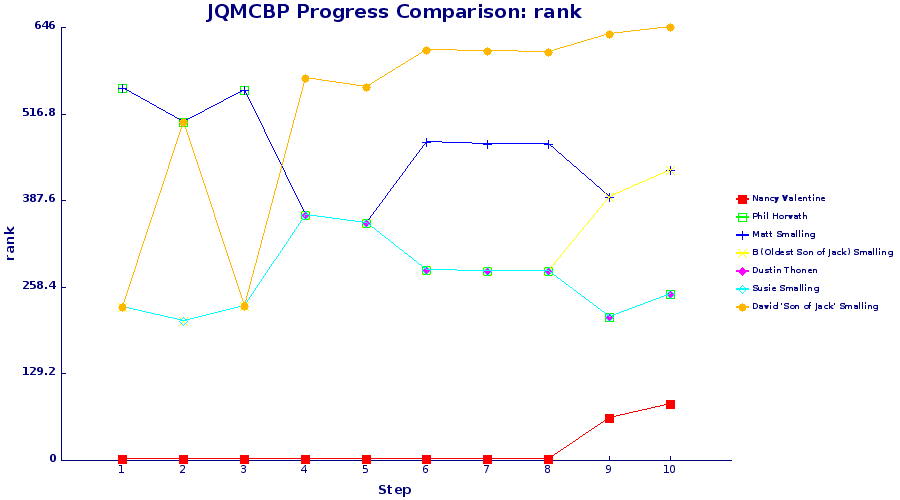 JQMCBP Progress Comparison: rank
646
516.8
387.6
258.4
129.2
0
rank
1 2 3 4 5 6 7 8 9 10
Step
Nancy Valentine
Phil Horvath
Matt Smalling
B (Oldest Son of Jack) Smalling
Dustin Thonen
Susie Smalling
David 'Son of Jack' Smalling